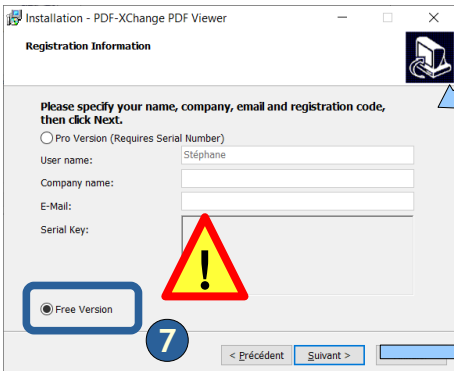 Installation - PDF-XChange PDF Viewer
Registration Information
Please specify your name, company, email and registration code,
then click Next.
Pro Version (Requires Serial Number)
User name:
Stéphane
Company name:
E-Mail:
Serial Key:
!
Free Version
7
< Précédent
Suivant >